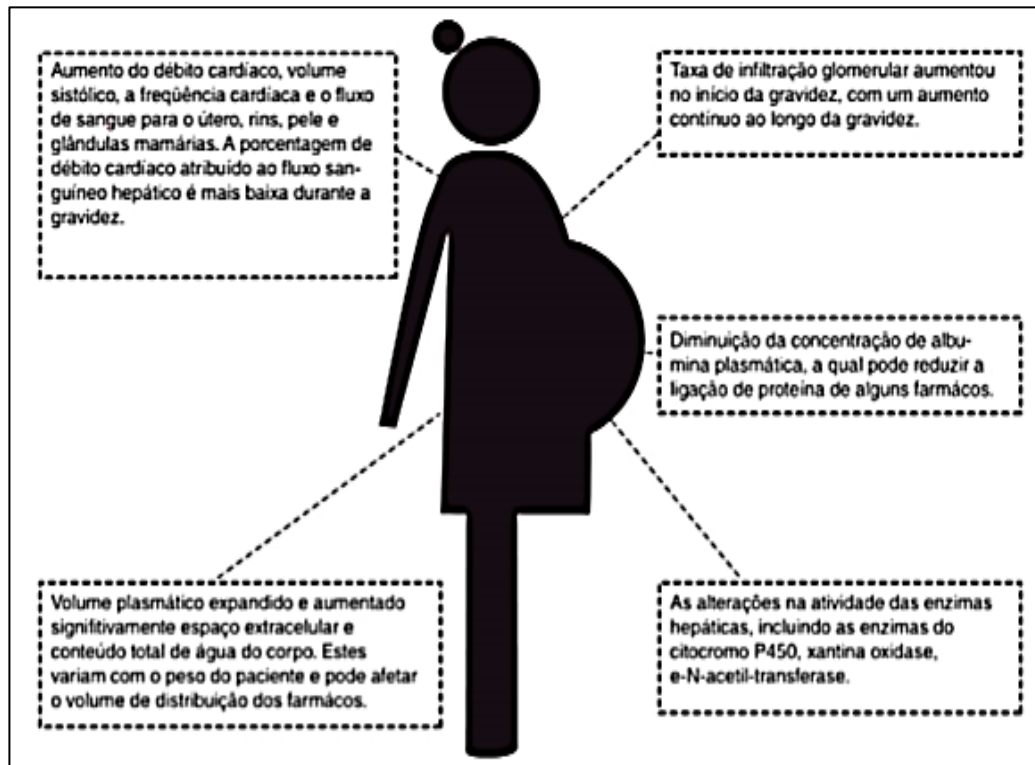 Aumento do débito cardíaco, volume
sistólico, a freqüência cardíaca e o fluxo
de sangue para o útero, rins, pele e
glândulas mamárias. A porcentagem de
débito cardíaco atribuído ao fluxo san-
guíneo hepático é mais baixa durante a
gravidez.
Taxa de infiltração glomerular aumentou
no início da gravidez, com um aumento
contínuo ao longo da gravidez.
Diminuição da concentração de albu-
mina plasmática, a qual pode reduzir a
ligação de proteína de alguns farmácos.
Volume plasmático expandido e aumentado
signifitivamente espaço extracelular e
conteúdo total de água do corpo. Estes
variam com o peso do paciente e pode afetar
o volume de distribuição dos farmácos.
As alterações na atividade das enzimas
hepáticas, incluindo as enzimas do
citocromo P450, xantina oxidase,
e-N-acetil-transferase.